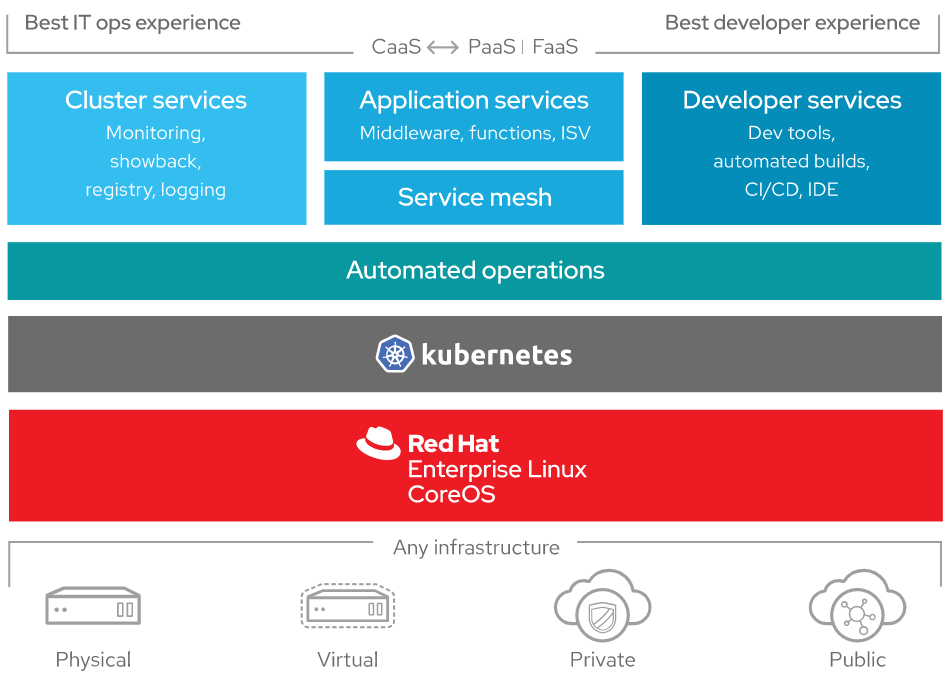 Best IT ops experience
Best developer experience
CaaS ↔ PaaS | FaaS
Cluster services
Monitoring,
showback,
registry, logging
Application services
Middleware, functions, ISV
Service mesh
Developer services
Dev tools,
automated builds,
CI/CD, IDE
Automated operations
kubernetes
Red Hat
Enterprise Linux
CoreOS
Any infrastructure
Physical
Virtual
Private
Public